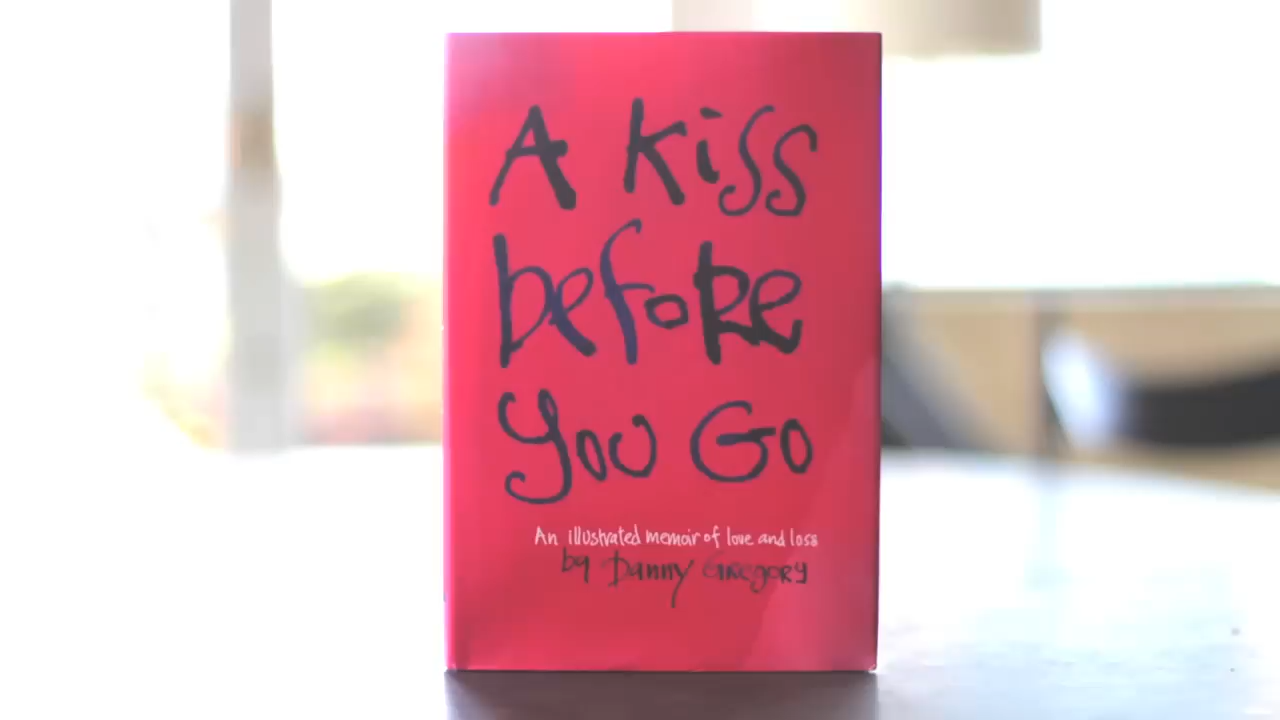 A Kiss
before
You Go
An illustrated memoir of love and loss
by Danny Gregory